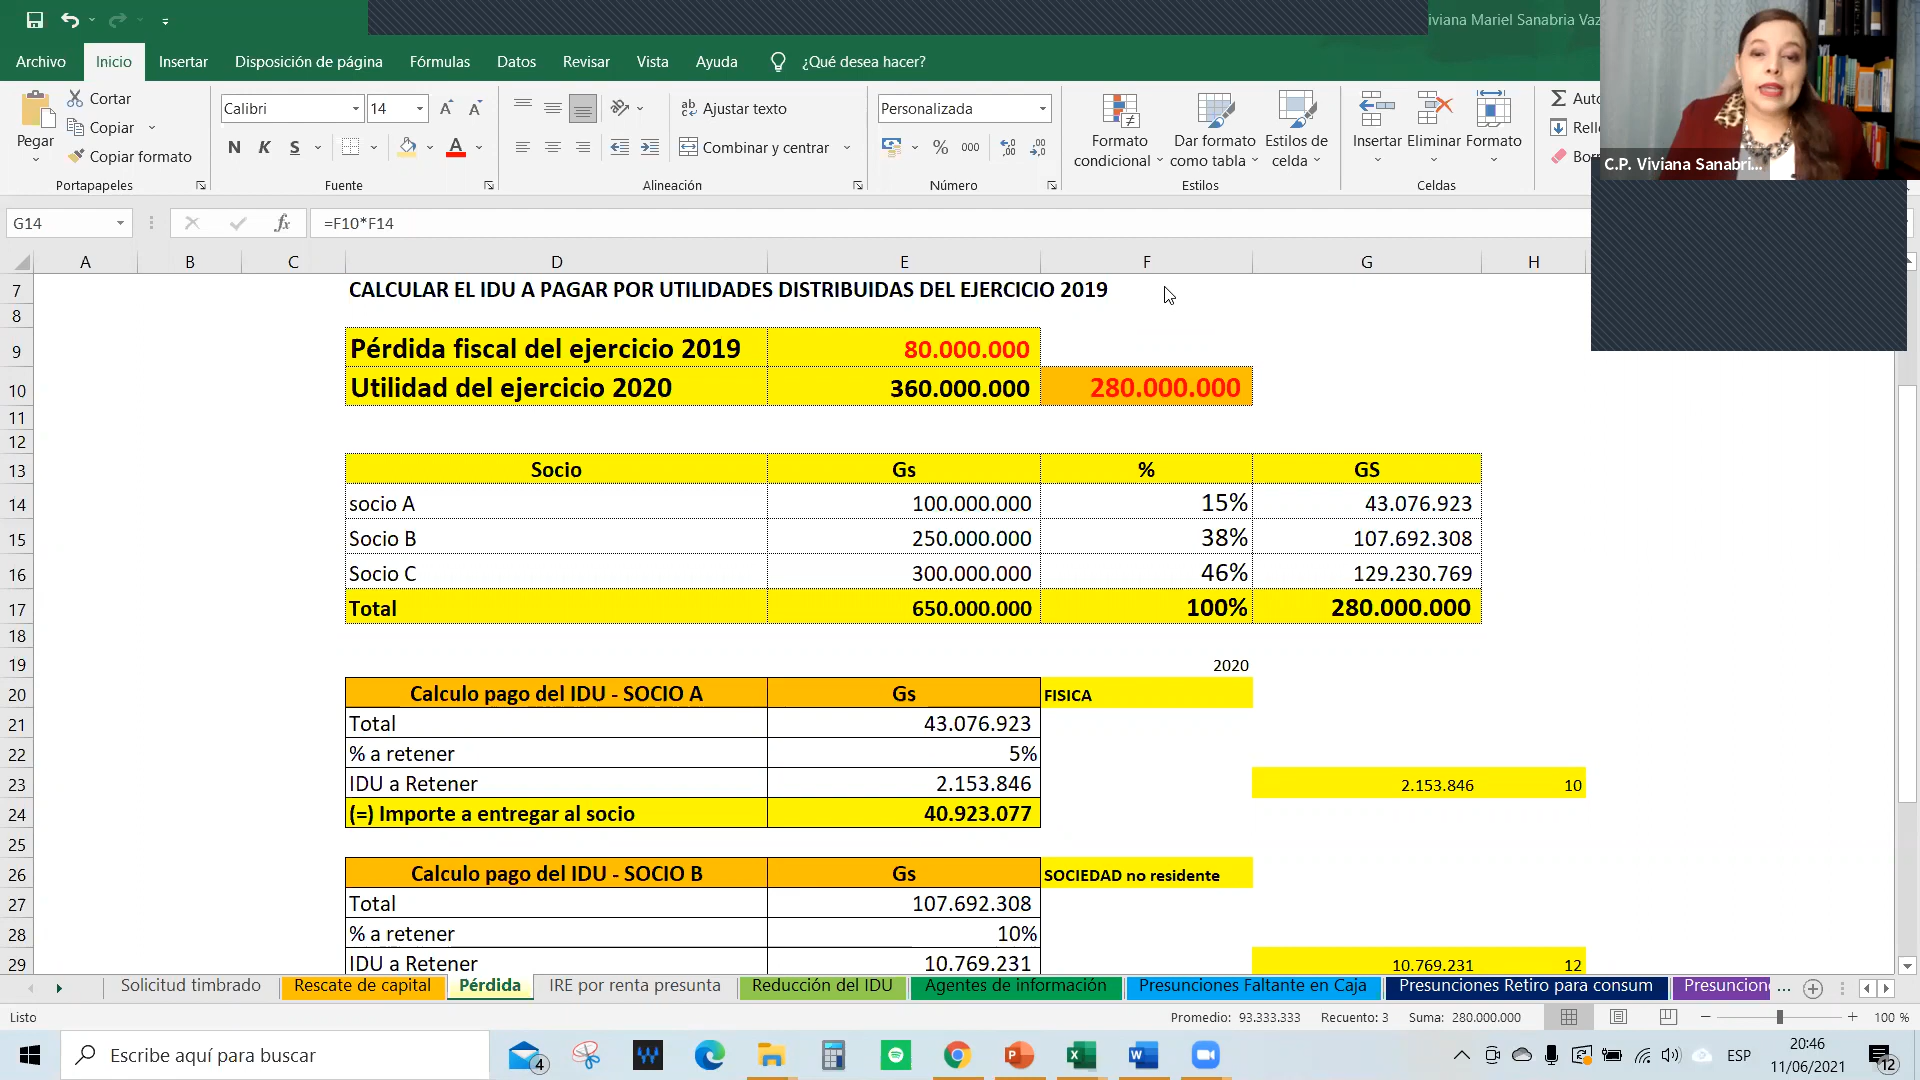 iviana Mariel Sanabria Vaz
Archivo Inicio Insertar Disposición de página Fórmulas Datos Revisar Vista Ayuda ¿Qué desea hacer?
Pegar Cortar
Copiar
Copiar formato
Portapapeles
Calibri 14
N K S
Fuente
Ajustar texto
Combinar y centrar
Alineación
Personalizada
% 000
Número
Formato condicional
Dar formato como tabla
Estilos de celda
Estilos
Insertar Eliminar Formato
Celdas
Auto
Relle
Bor
C.P. Viviana Sanabri...
G14 fx =F10*F14
A B C D E F G H
7 CALCULAR EL IDU A PAGAR POR UTILIDADES DISTRIBUIDAS DEL EJERCICIO 2019
8
9 Pérdida fiscal del ejercicio 2019 80.000.000
10 Utilidad del ejercicio 2020 360.000.000 280.000.000
11
12
13 Socio Gs % GS
14 socio A 100.000.000 15% 43.076.923
15 Socio B 250.000.000 38% 107.692.308
16 Socio C 300.000.000 46% 129.230.769
17 Total 650.000.000 100% 280.000.000
18
19 2020
20 Calculo pago del IDU - SOCIO A Gs FISICA
21 Total 43.076.923
22 % a retener 5%
23 IDU a Retener 2.153.846 2.153.846 10
24 (=) Importe a entregar al socio 40.923.077
25
26 Calculo pago del IDU - SOCIO B Gs SOCIEDAD no residente
27 Total 107.692.308
28 % a retener 10%
29 IDU a Retener 10.769.231 10.769.231 12
Solicitud timbrado Rescate de capital Pérdida IRE por renta presunta Reducción del IDU Agentes de información Presunciones Faltante en Caja Presunciones Retiro para consum Presuncione ...
Listo Promedio: 93.333.333 Recuento: 3 Suma: 280.000.000 100 %
Escribe aquí para buscar 4 ESP 20:46
11/06/2021 12